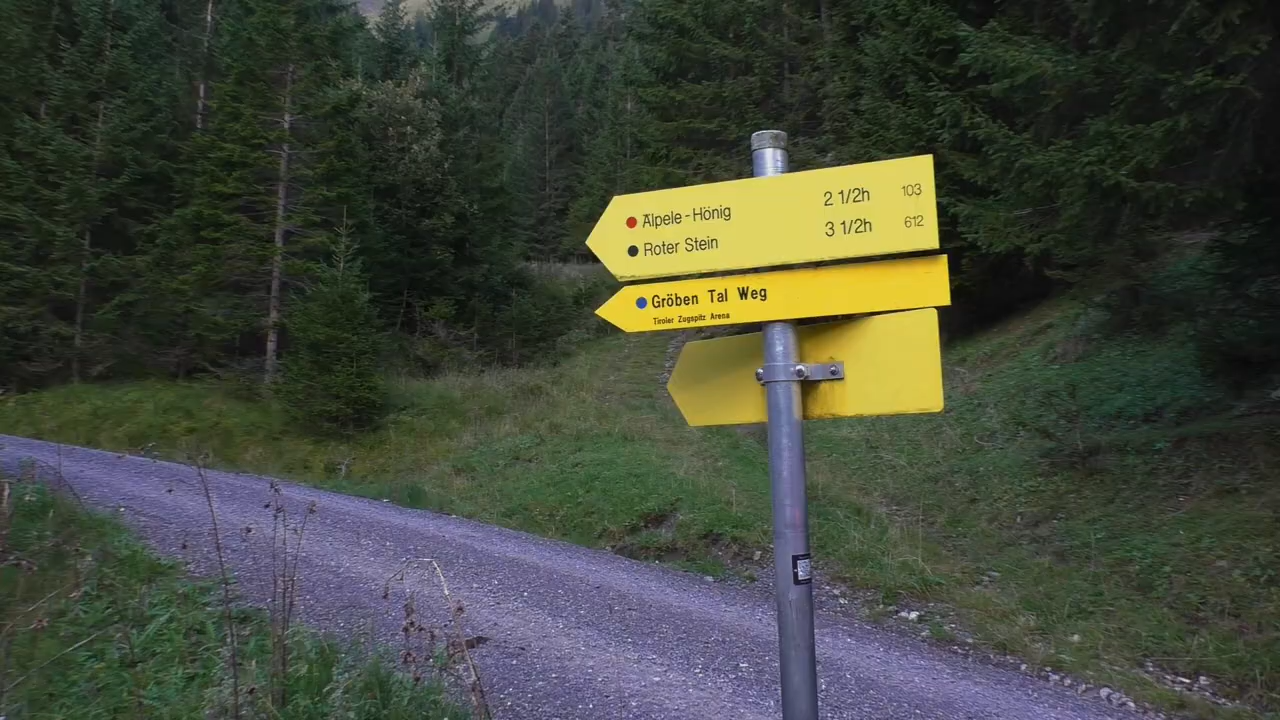 Älpele-Hönig 2 1/2h 103
Roter Stein 3 1/2h 612
Gröben Tal Weg
Tiroler Zugspitz Arena